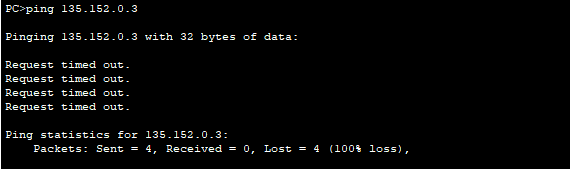 PC>ping 135.152.0.3
Pinging 135.152.0.3 with 32 bytes of data:
Request timed out.
Request timed out.
Request timed out.
Request timed out.
Ping statistics for 135.152.0.3:
Packets: Sent = 4, Received = 0, Lost = 4 (100% loss),